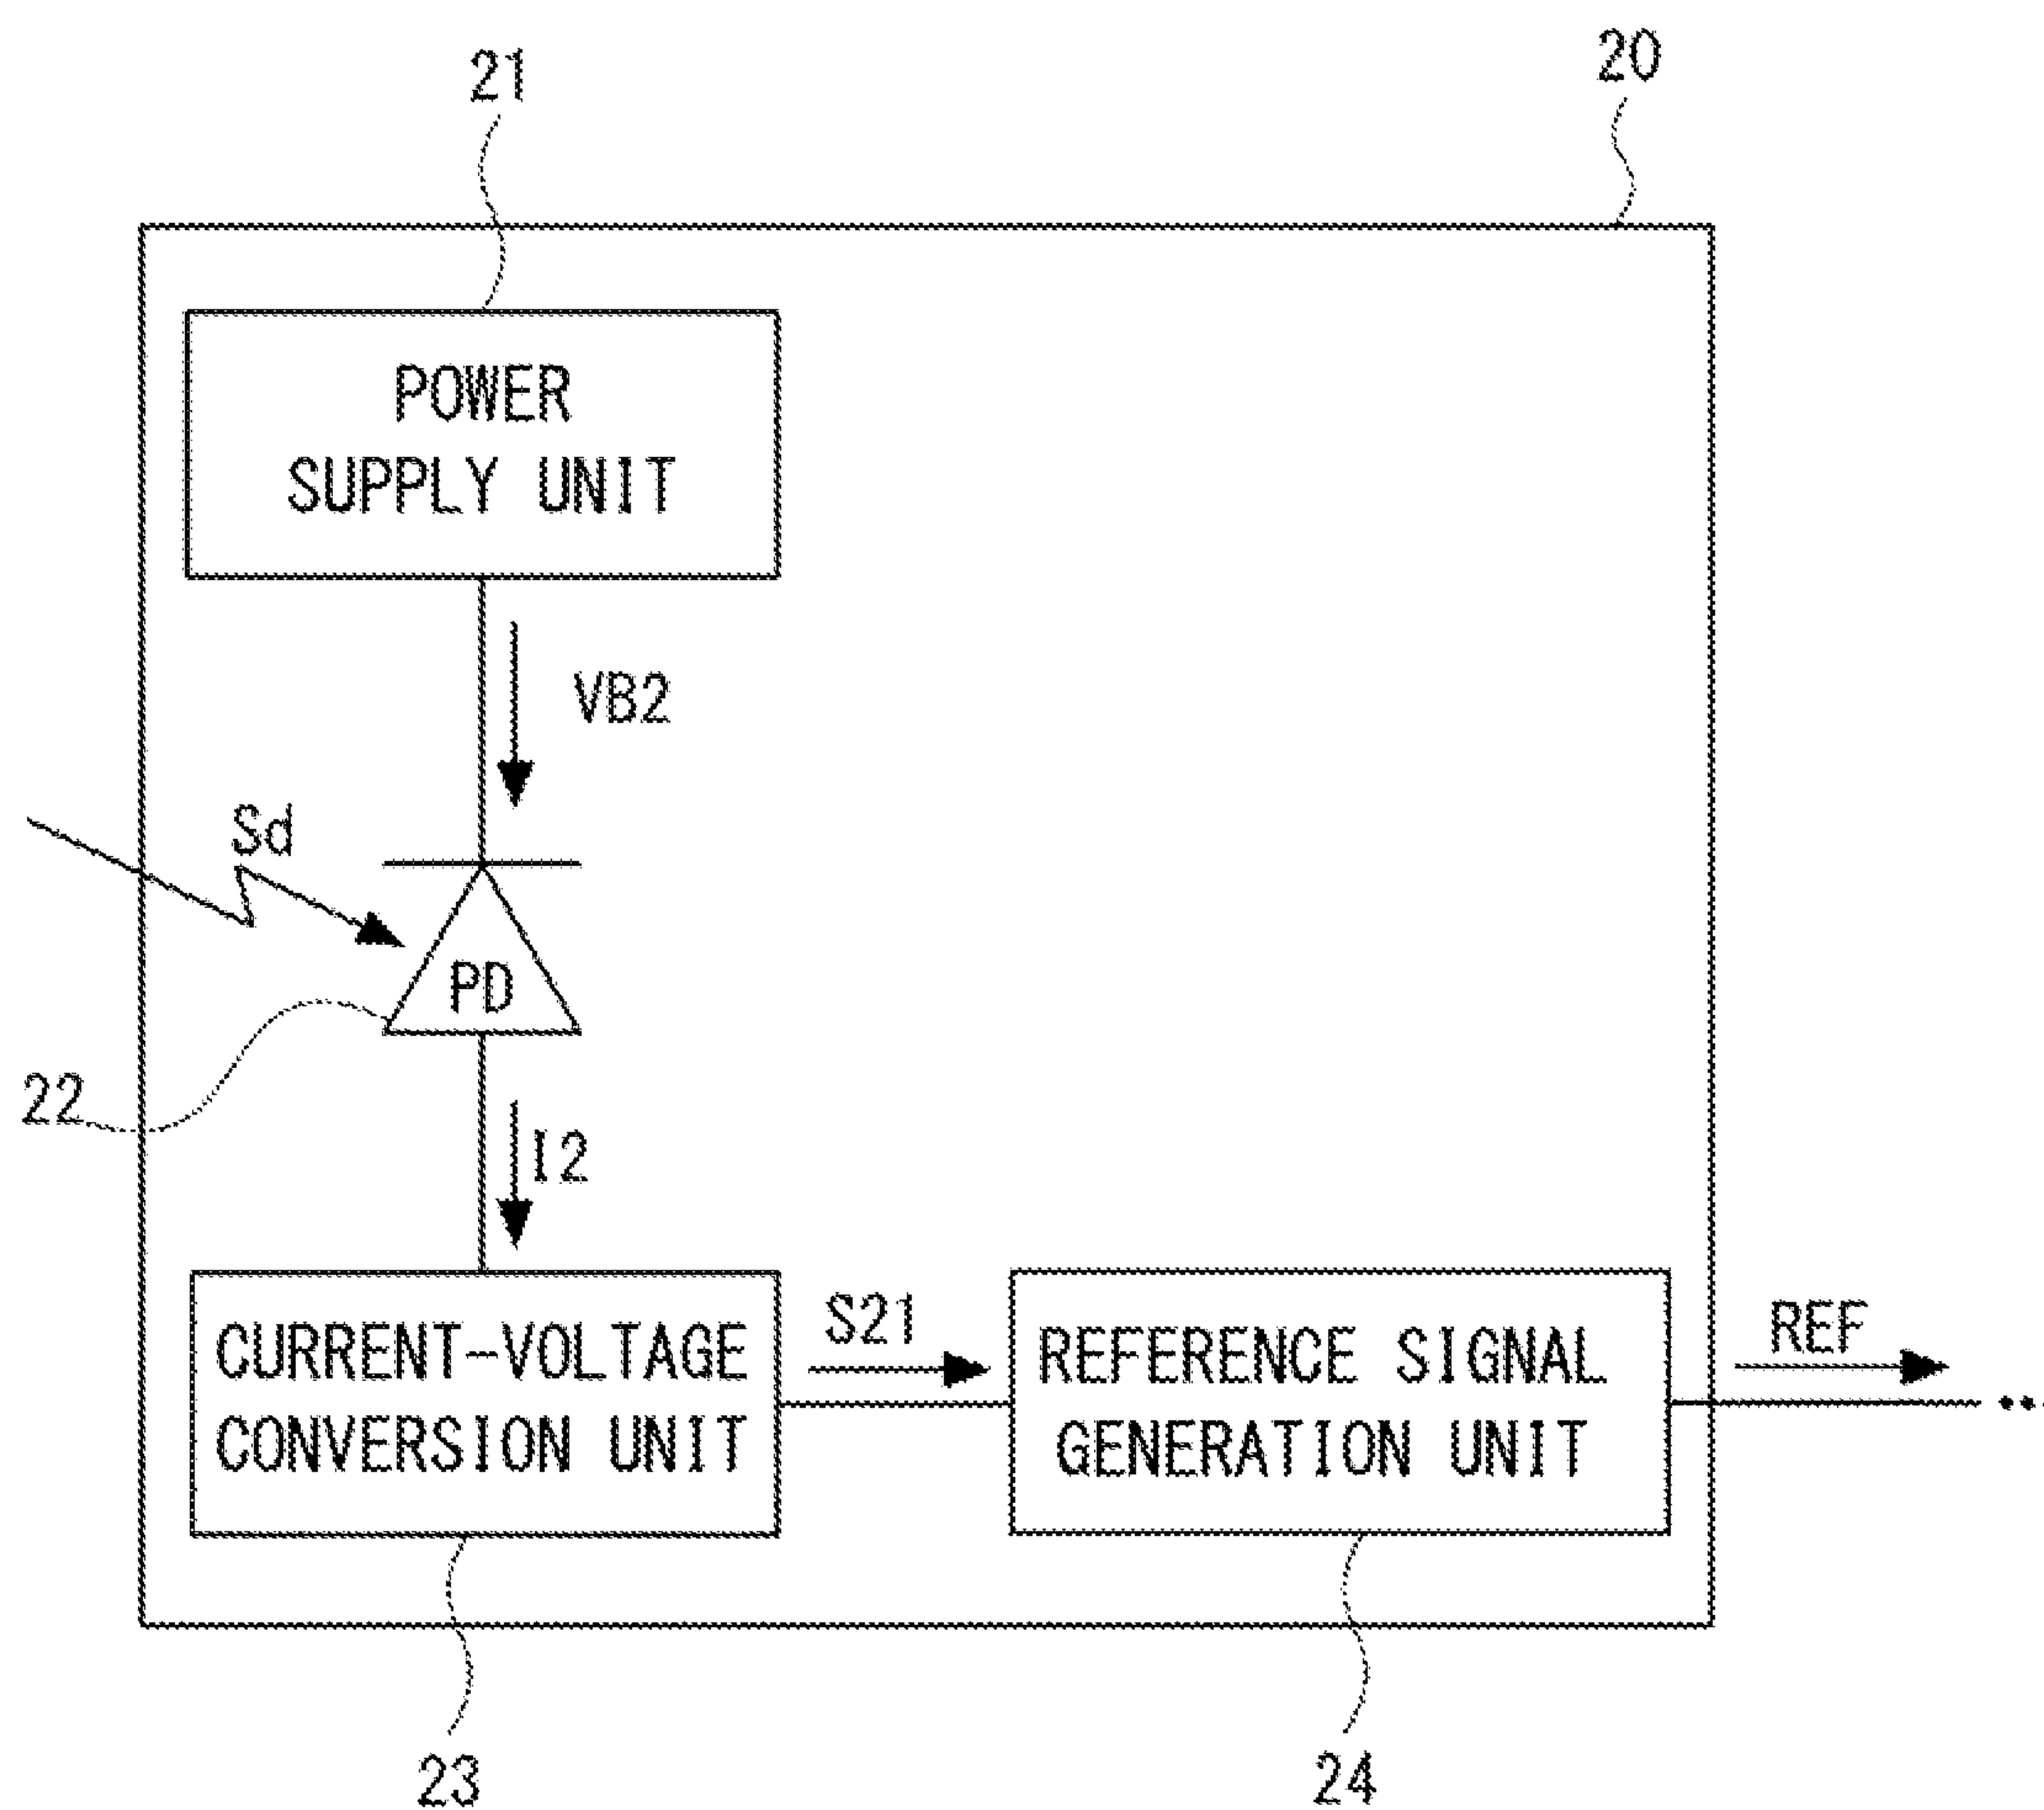 21
20
POWER
SUPPLY UNIT
VB2
Sd
PD
22
I2
CURRENT-VOLTAGE
CONVERSION UNIT
S21
REFERENCE SIGNAL
GENERATION UNIT
REF
...
23
24